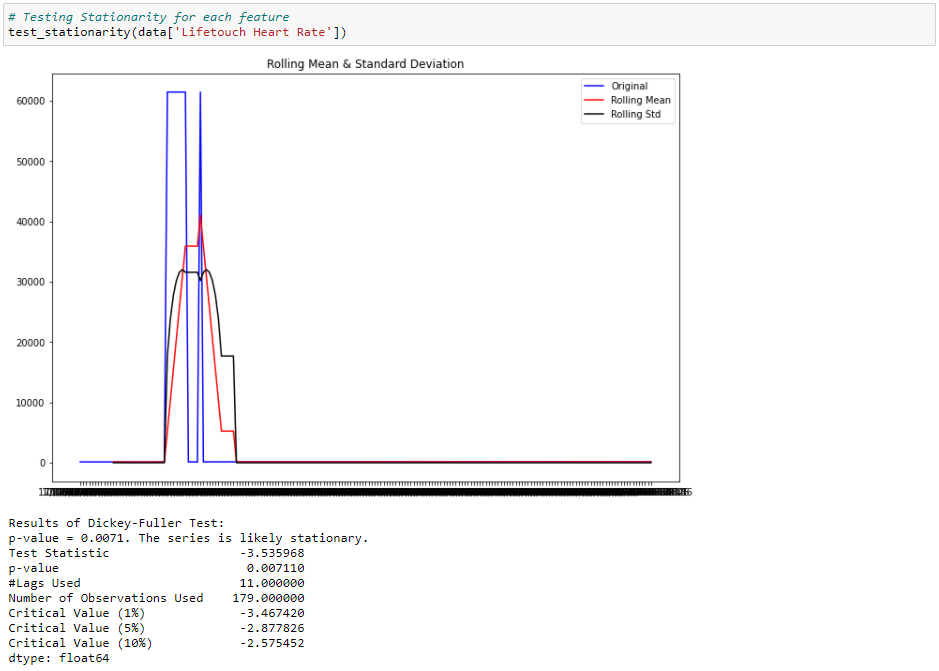 # Testing Stationarity for each feature
test_stationarity(data['Lifetouch Heart Rate'])
Rolling Mean & Standard Deviation
Original
Rolling Mean
Rolling Std
60000
50000
40000
30000
20000
10000
0
Results of Dickey-Fuller Test:
p-value = 0.0071. The series is likely stationary.
Test Statistic -3.535968
p-value 0.007110
#Lags Used 11.000000
Number of Observations Used 179.000000
Critical Value (1%) -3.467420
Critical Value (5%) -2.877826
Critical Value (10%) -2.575452
dtype: float64